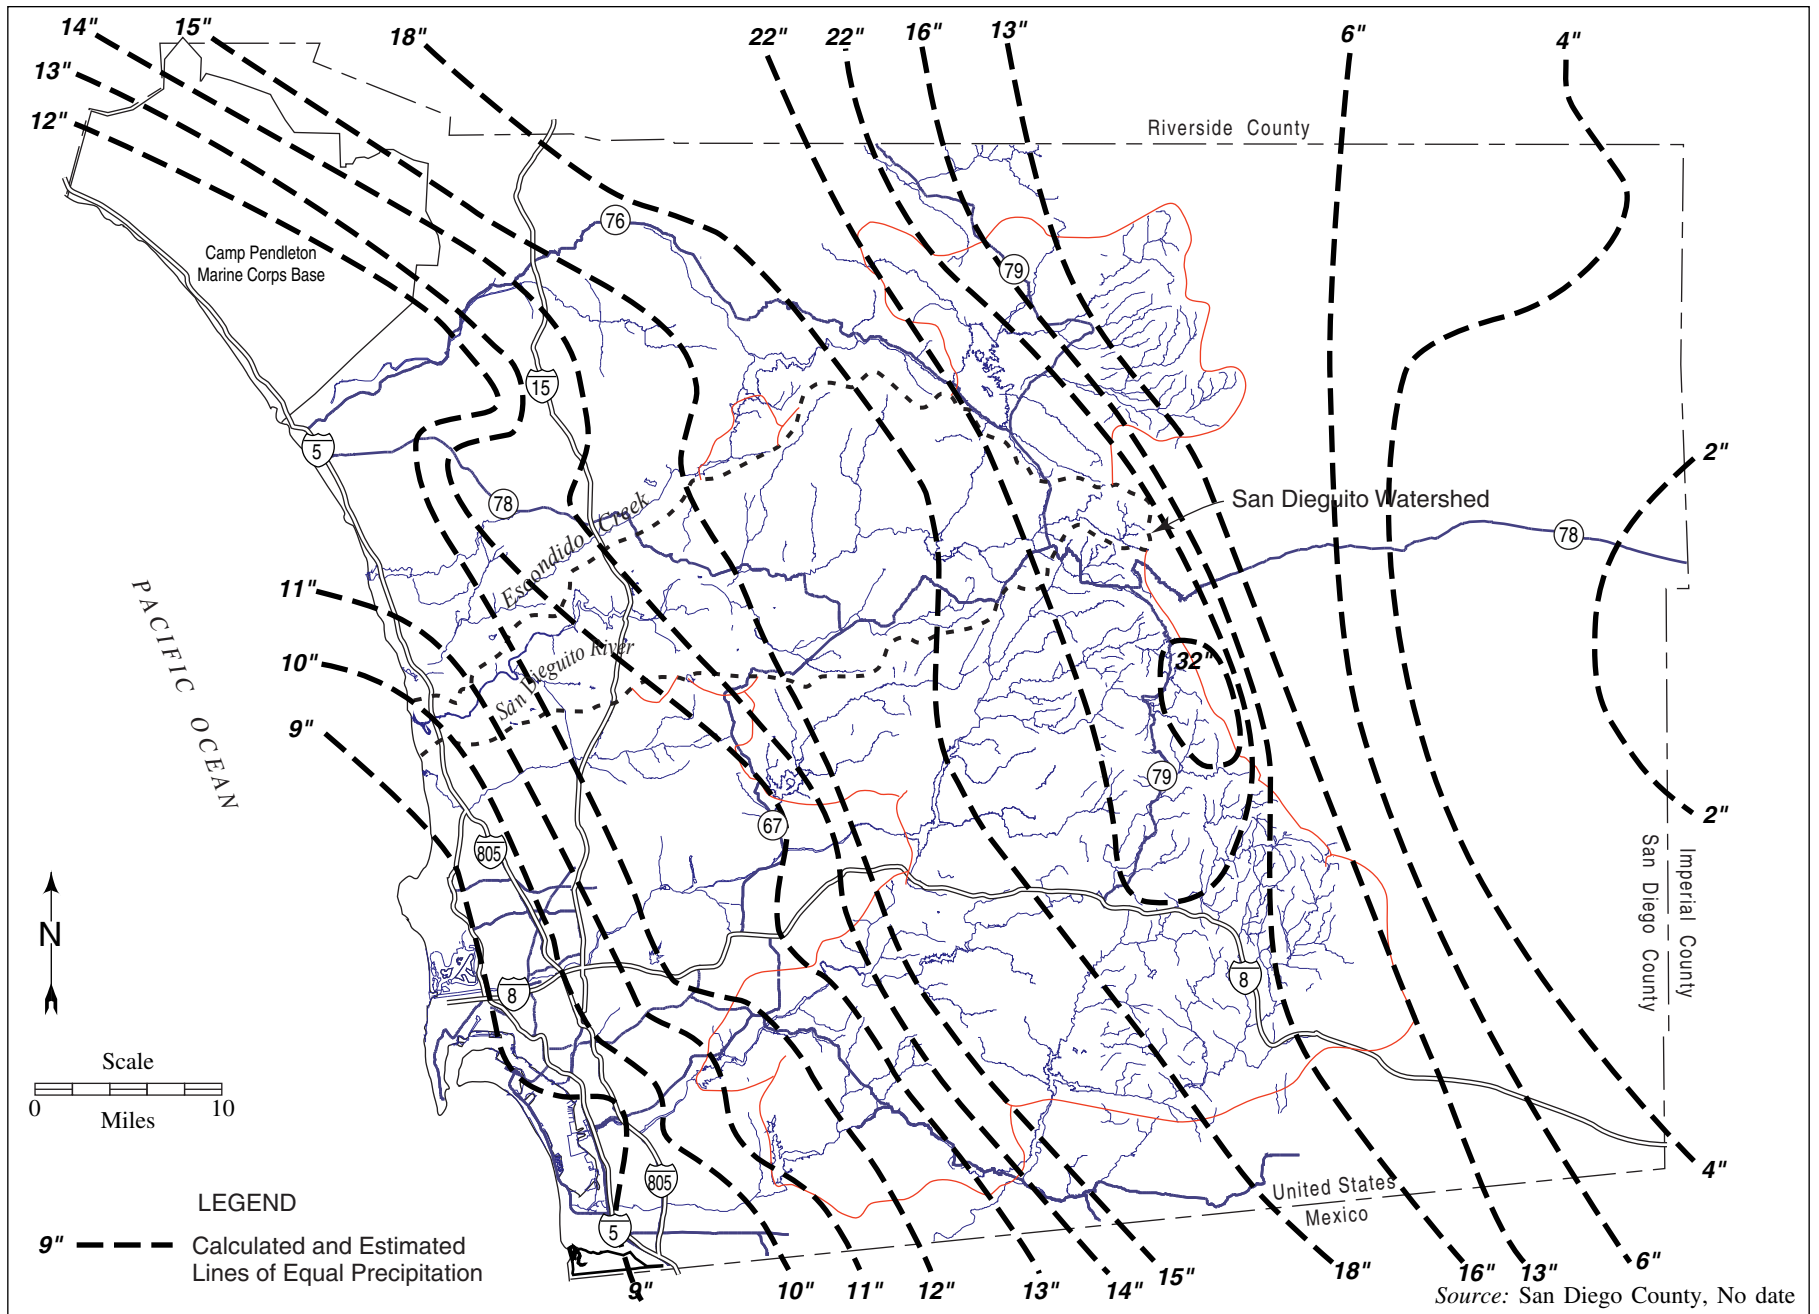 14"
15"
18"
22"
22"
16"
13"
6"
4"
13"
12"
Riverside County
76
Camp Pendleton
Marine Corps Base
79
15
5
2"
78
San Dieguito Watershed
78
Escondido Creek
11"
PACIFIC OCEAN
San Dieguito River
10"
32"
9"
79
2"
67
805
Imperial County
San Diego County
N
8
8
Scale
0 10
Miles
805
4"
United States
Mexico
LEGEND
5
9" Calculated and Estimated
Lines of Equal Precipitation
9"
10"
11"
12"
13"
14"
15"
18"
16"
13"
6"
Source: San Diego County, No date